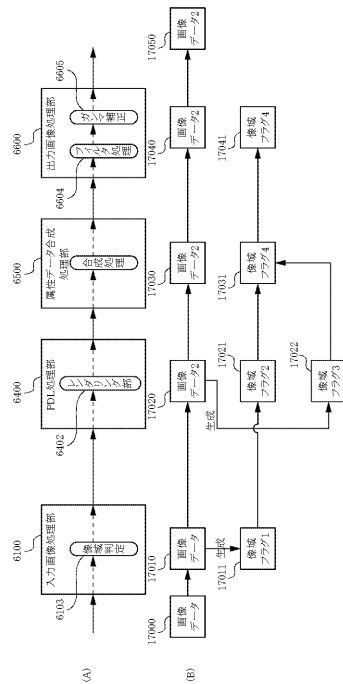 (A)
6100
入力画像処理部
6103
像域判定
6400
PDL処理部
6402
レンダリング部
6500
属性データ合成
処理部
合成処理
6600
出力画像処理部
6604
フィルタ処理
6605
ガンマ補正
(B)
17000
画像
データ
17010
画像
データ
17020
画像
データ2
17030
画像
データ2
17040
画像
データ2
17050
画像
データ2
生成
17011
像域
フラグ1
17021
像域
フラグ2
17031
像域
フラグ4
17041
像域
フラグ4
生成
17022
像域
フラグ3